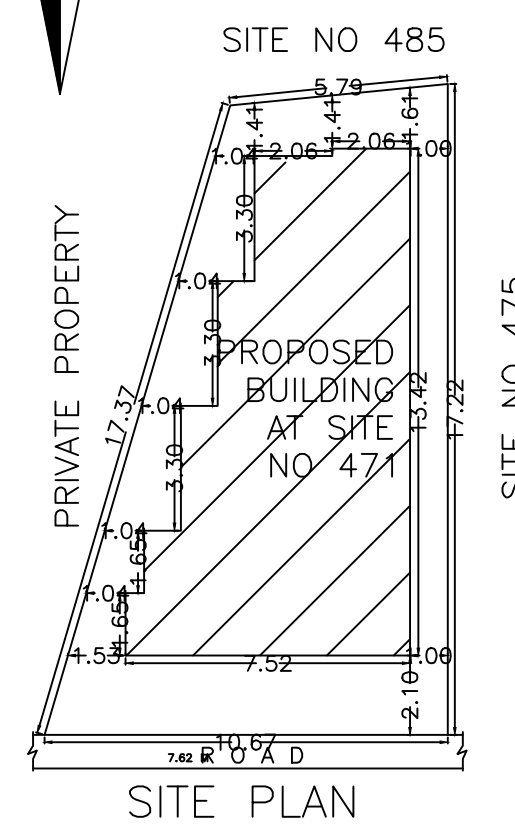 SITE NO 485
5.79
1.41
1.41
1.61
1.04
2.06
2.06
1.00
3.30
PRIVATE PROPERTY
1.04
3.30
PROPOSED
BUILDING
AT SITE
NO 471
SITE NO 475
17.37
1.04
13.42
17.22
3.30
1.04
1.65
1.04
1.65
1.53
7.52
1.00
2.10
10.67
7.62 M
ROAD
SITE PLAN